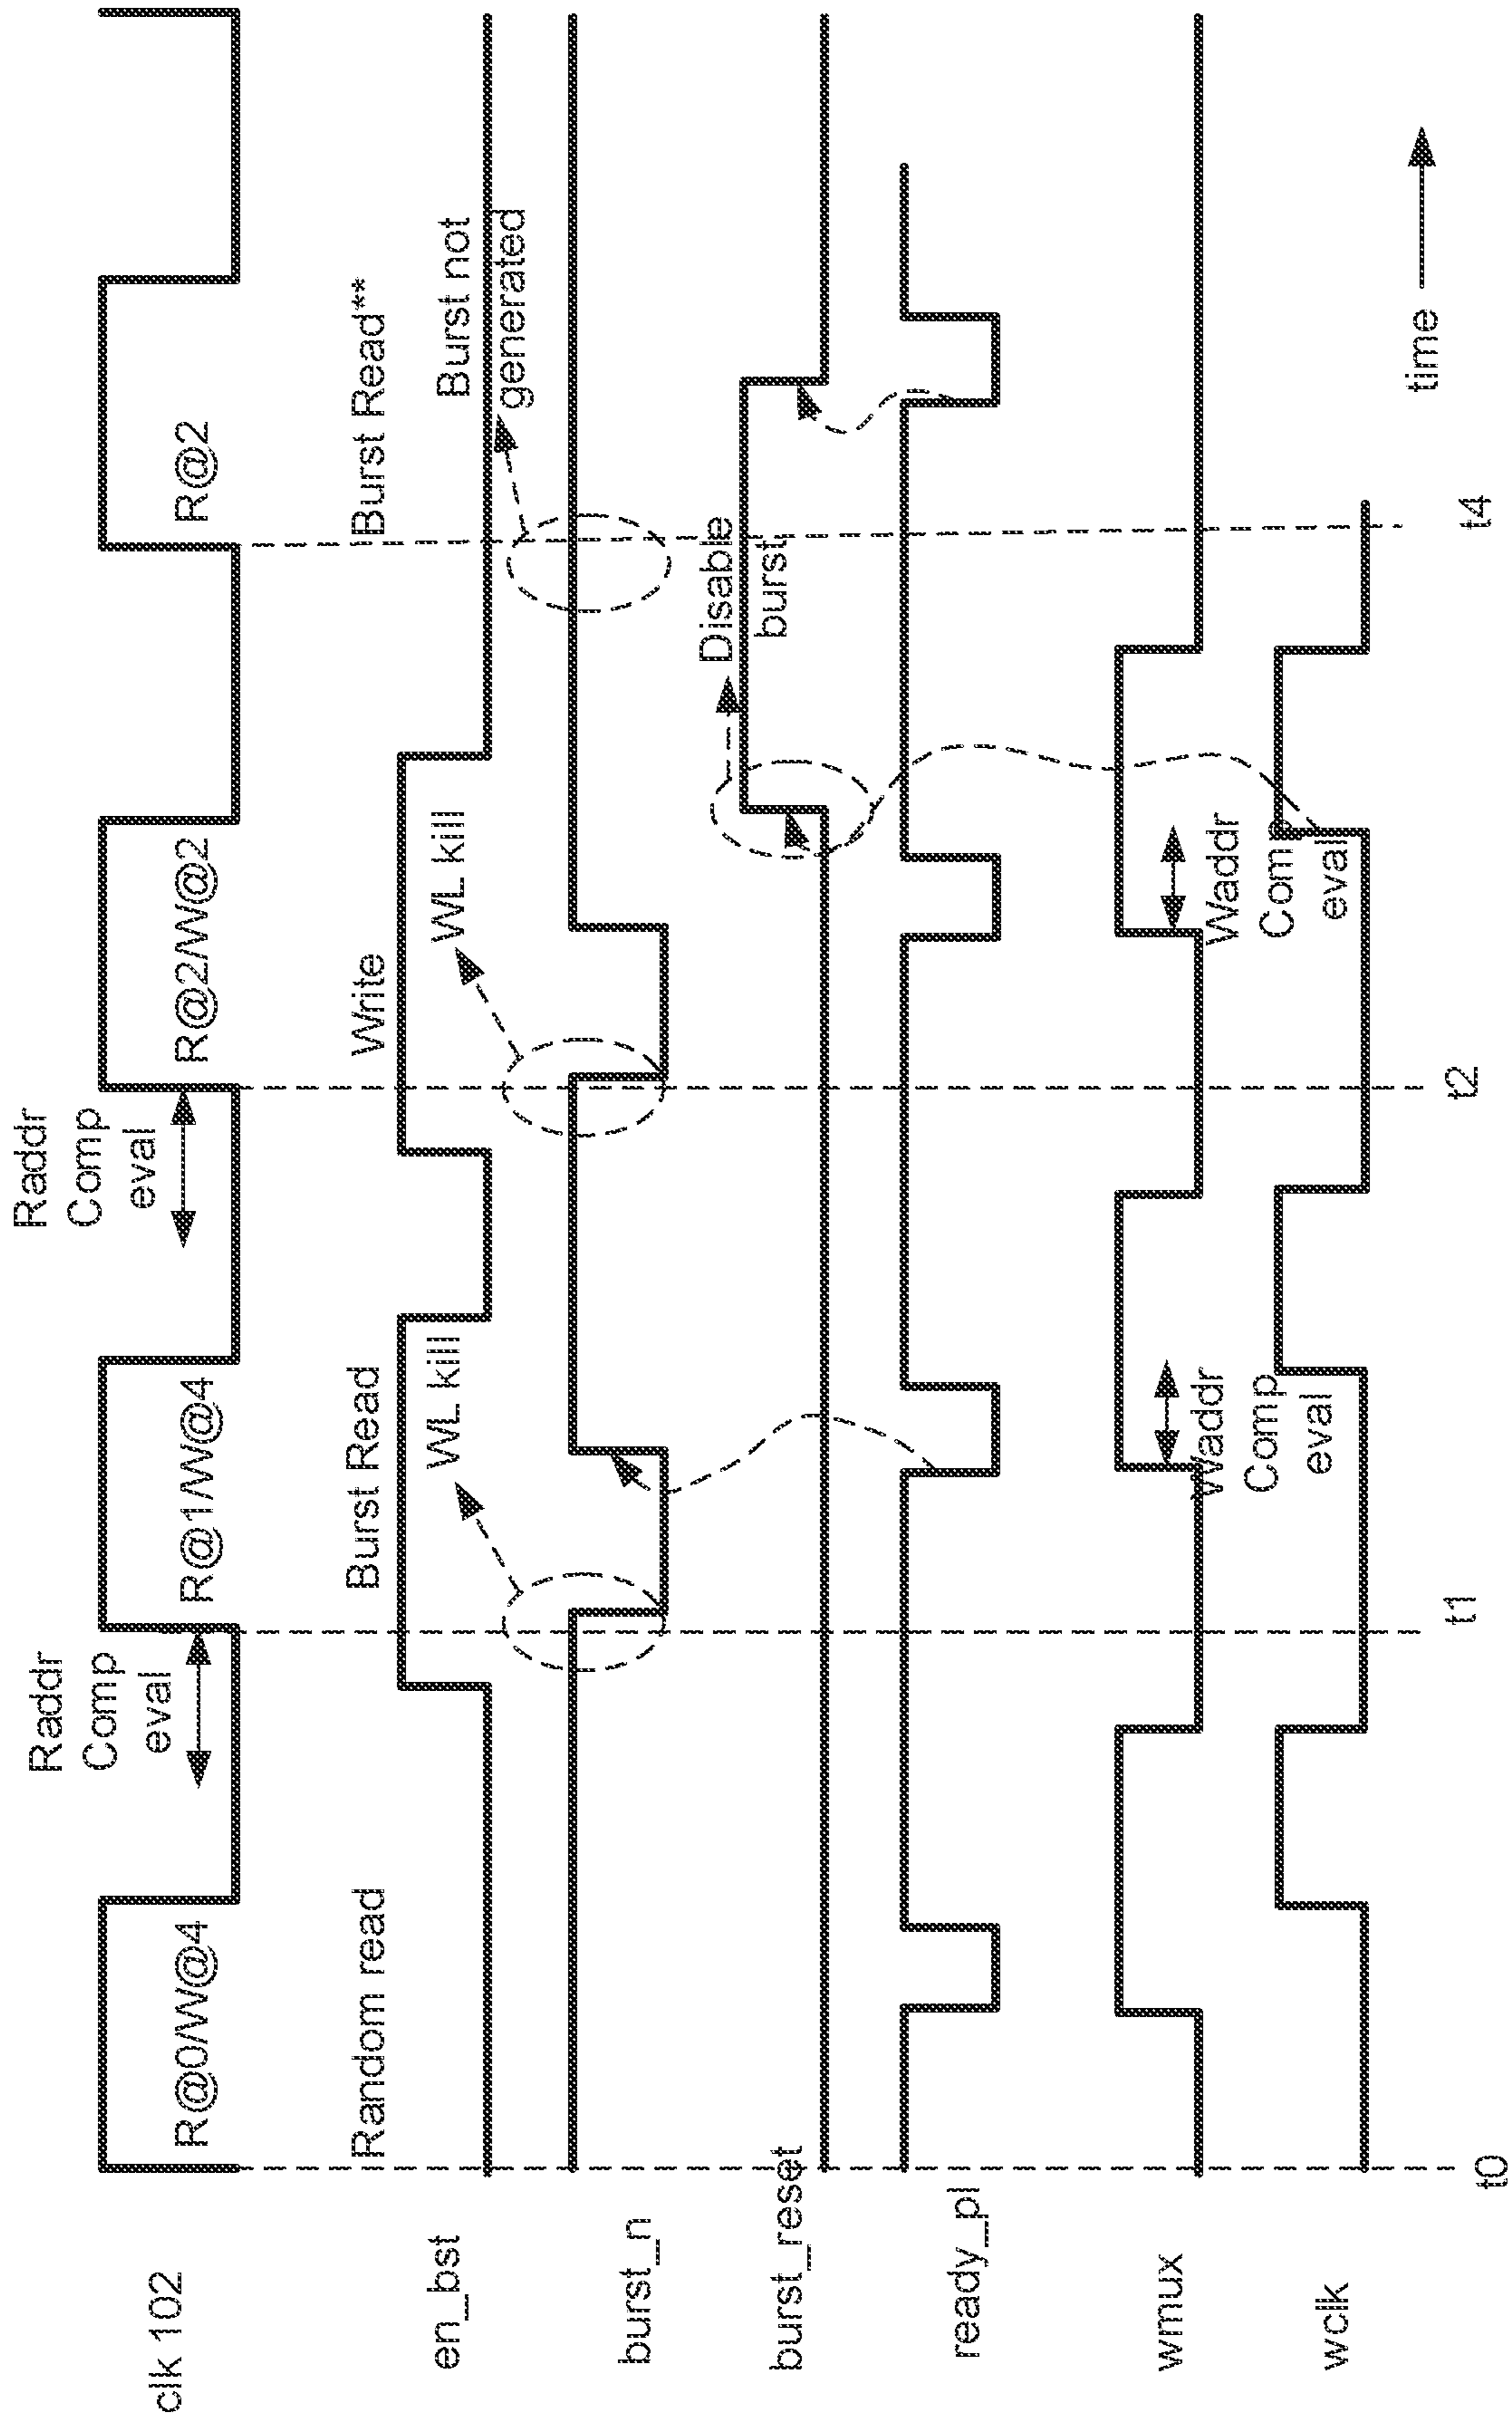 Raddr
Comp
eval
Raddr
Comp
eval
clk 102
R@0/W@4
R@1/W@4
R@2/W@2
R@2
Random read
Burst Read
Write
Burst Read**
en_bst
WL kill
WL kill
Burst not
generated
burst_n
Disable
burst
burst_reset
ready_pl
wmux
Waddr
Comp
eval
Waddr
Comp
eval
wclk
time
t0
t1
t2
t4